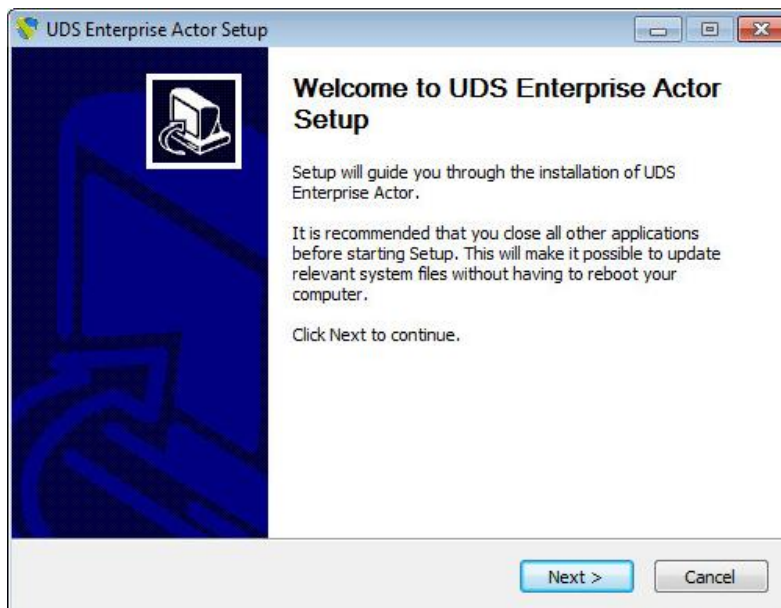 UDS Enterprise Actor Setup
Welcome to UDS Enterprise Actor
Setup
Setup will guide you through the installation of UDS
Enterprise Actor.
It is recommended that you close all other applications
before starting Setup. This will make it possible to update
relevant system files without having to reboot your
computer.
Click Next to continue.
Next >
Cancel